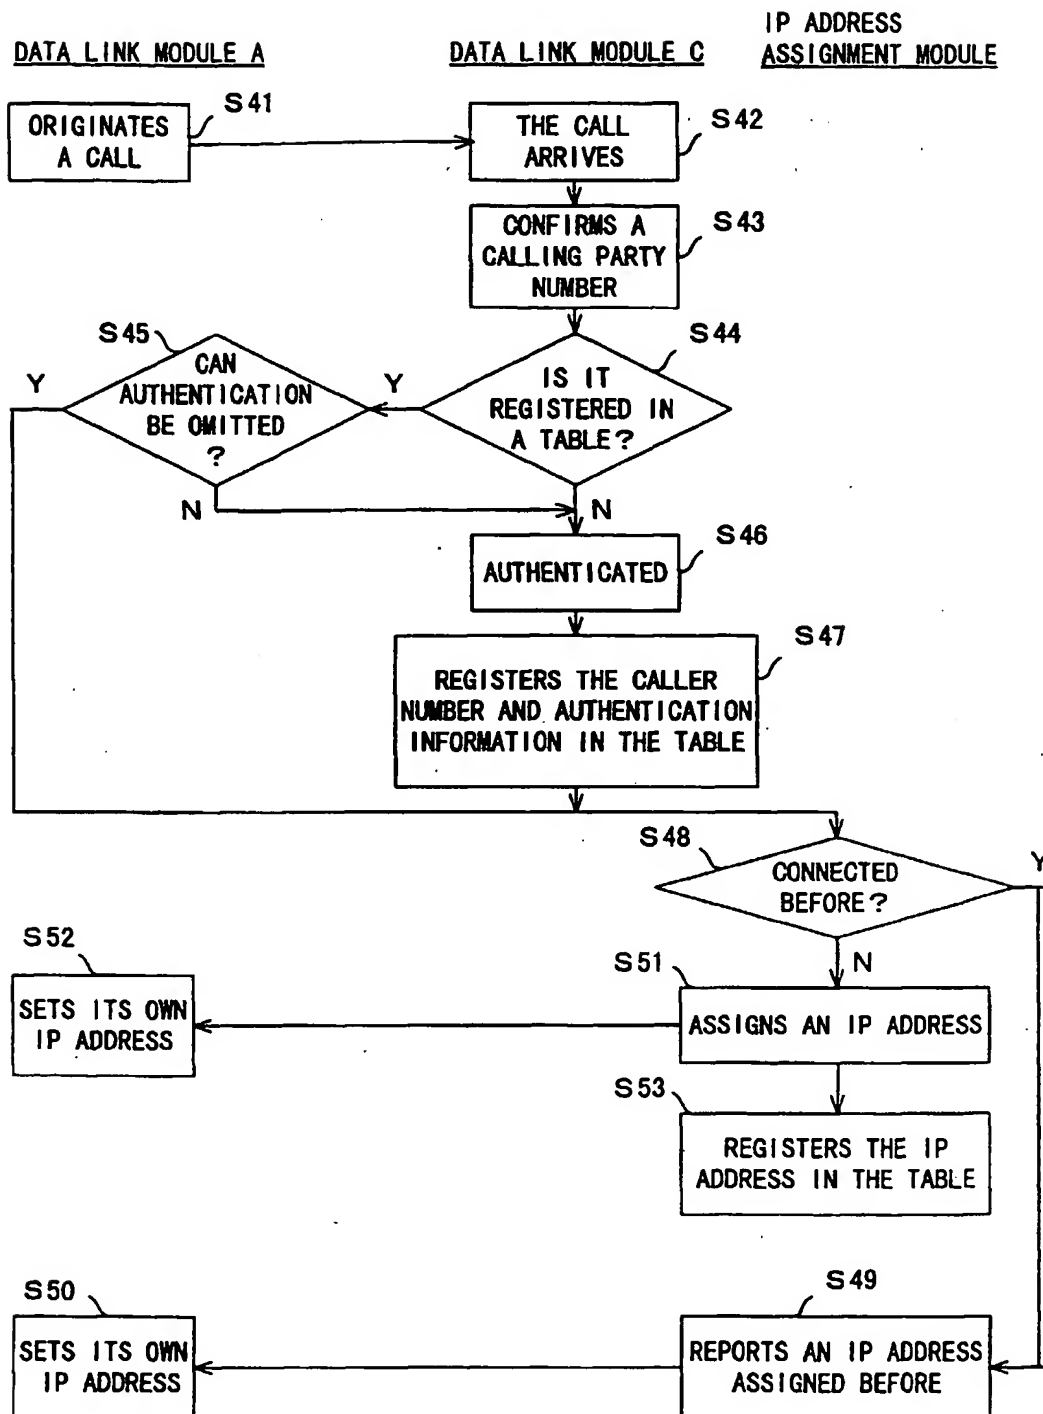 IP ADDRESS
DATA LINK MODULE A
DATA LINK MODULE C
ASSIGNMENT MODULE
S41
ORIGINATES
A CALL
S42
THE CALL
ARRIVES
S43
CONFIRMS A
CALLING PARTY
NUMBER
S45
CAN
AUTHENTICATION
BE OMITTED
?
Y
N
S44
IS IT
REGISTERED IN
A TABLE?
Y
N
S46
AUTHENTICATED
S47
REGISTERS THE CALLER
NUMBER AND AUTHENTICATION
INFORMATION IN THE TABLE
S48
CONNECTED
BEFORE?
Y
N
S52
SETS ITS OWN
IP ADDRESS
S51
ASSIGNS AN IP ADDRESS
S53
REGISTERS THE IP
ADDRESS IN THE TABLE
S50
SETS ITS OWN
IP ADDRESS
S49
REPORTS AN IP ADDRESS
ASSIGNED BEFORE